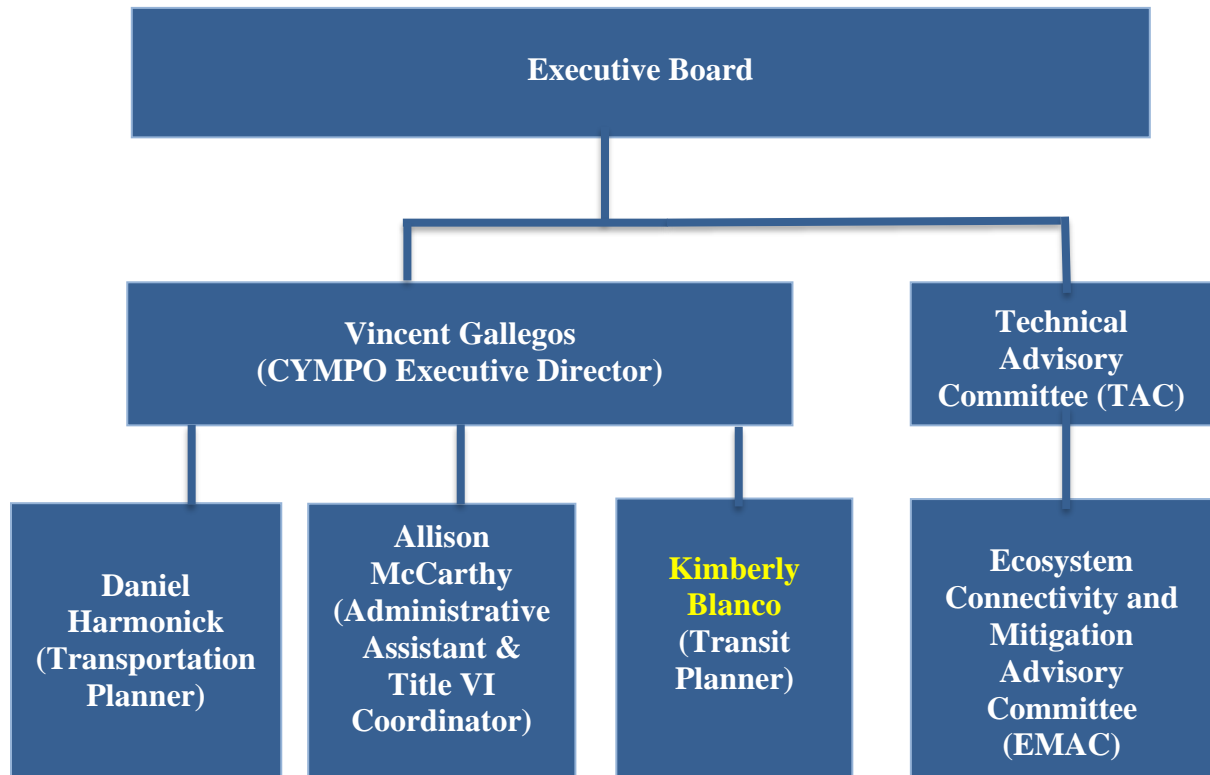 Executive Board
Vincent Gallegos
(CYMPO Executive Director)
Technical
Advisory
Committee (TAC)
Daniel
Harmonick
(Transportation
Planner)
Allison
McCarthy
(Administrative
Assistant &
Title VI
Coordinator)
Kimberly
Blanco
(Transit
Planner)
Ecosystem
Connectivity and
Mitigation
Advisory
Committee
(EMAC)